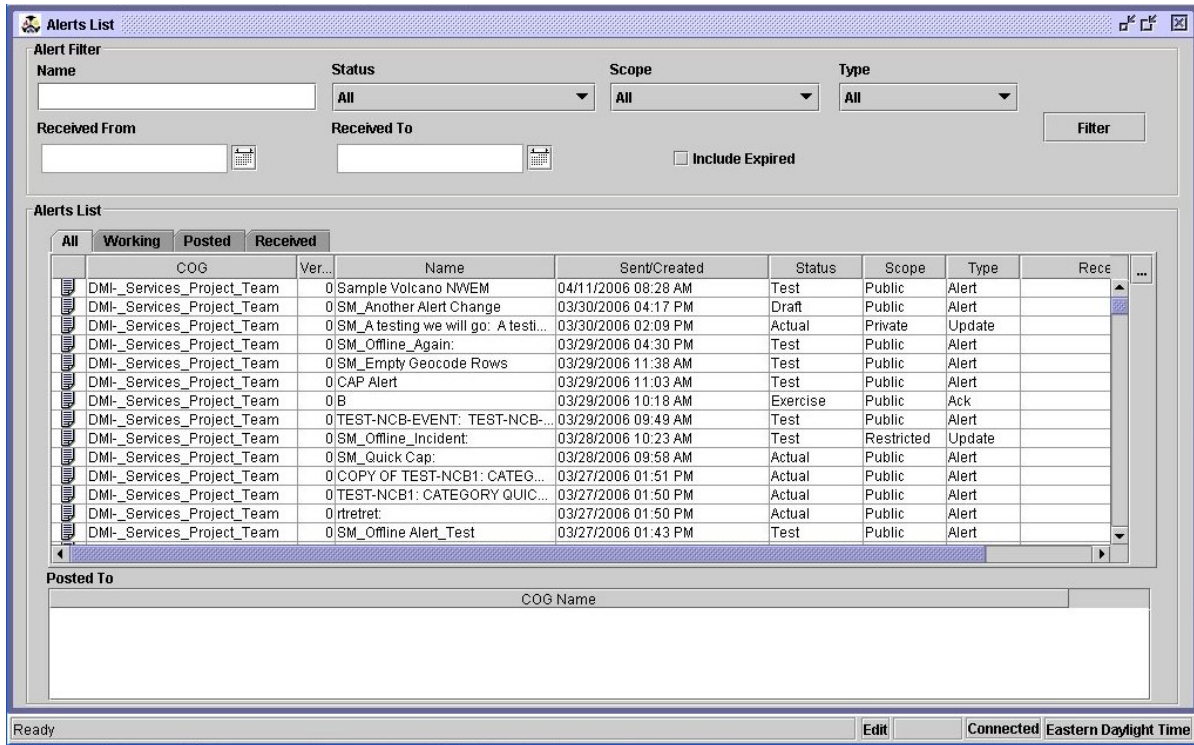 Alerts List
Alert Filter
Name Status Scope Type
All All All
Received From Received To
Filter
Include Expired
Alerts List
All Working Posted Received
COG Ver... Name Sent/Created Status Scope Type Rece ...
DMI-_Services_Project_Team 0 Sample Volcano NWEM 04/11/2006 08:28 AM Test Public Alert
DMI-_Services_Project_Team 0 SM_Another Alert Change 03/30/2006 04:17 PM Draft Public Alert
DMI-_Services_Project_Team 0 SM_A testing we will go: A testi... 03/30/2006 02:09 PM Actual Private Update
DMI-_Services_Project_Team 0 SM_Offline_Again: 03/29/2006 04:30 PM Test Public Alert
DMI-_Services_Project_Team 0 SM_Empty Geocode Rows 03/29/2006 11:38 AM Test Public Alert
DMI-_Services_Project_Team 0 CAP Alert 03/29/2006 11:03 AM Test Public Alert
DMI-_Services_Project_Team 0 B 03/29/2006 10:18 AM Exercise Public Ack
DMI-_Services_Project_Team 0 TEST-NCB-EVENT: TEST-NCB-... 03/29/2006 09:49 AM Test Public Alert
DMI-_Services_Project_Team 0 SM_Offline_Incident: 03/28/2006 10:23 AM Test Restricted Update
DMI-_Services_Project_Team 0 SM_Quick Cap: 03/28/2006 09:58 AM Actual Public Alert
DMI-_Services_Project_Team 0 COPY OF TEST-NCB1: CATEG... 03/27/2006 01:51 PM Actual Public Alert
DMI-_Services_Project_Team 0 TEST-NCB1: CATEGORY QUIC... 03/27/2006 01:50 PM Actual Public Alert
DMI-_Services_Project_Team 0 rtretret: 03/27/2006 01:50 PM Actual Public Alert
DMI-_Services_Project_Team 0 SM_Offline Alert_Test 03/27/2006 01:43 PM Test Public Alert
Posted To
COG Name
Ready Edit Connected Eastern Daylight Time